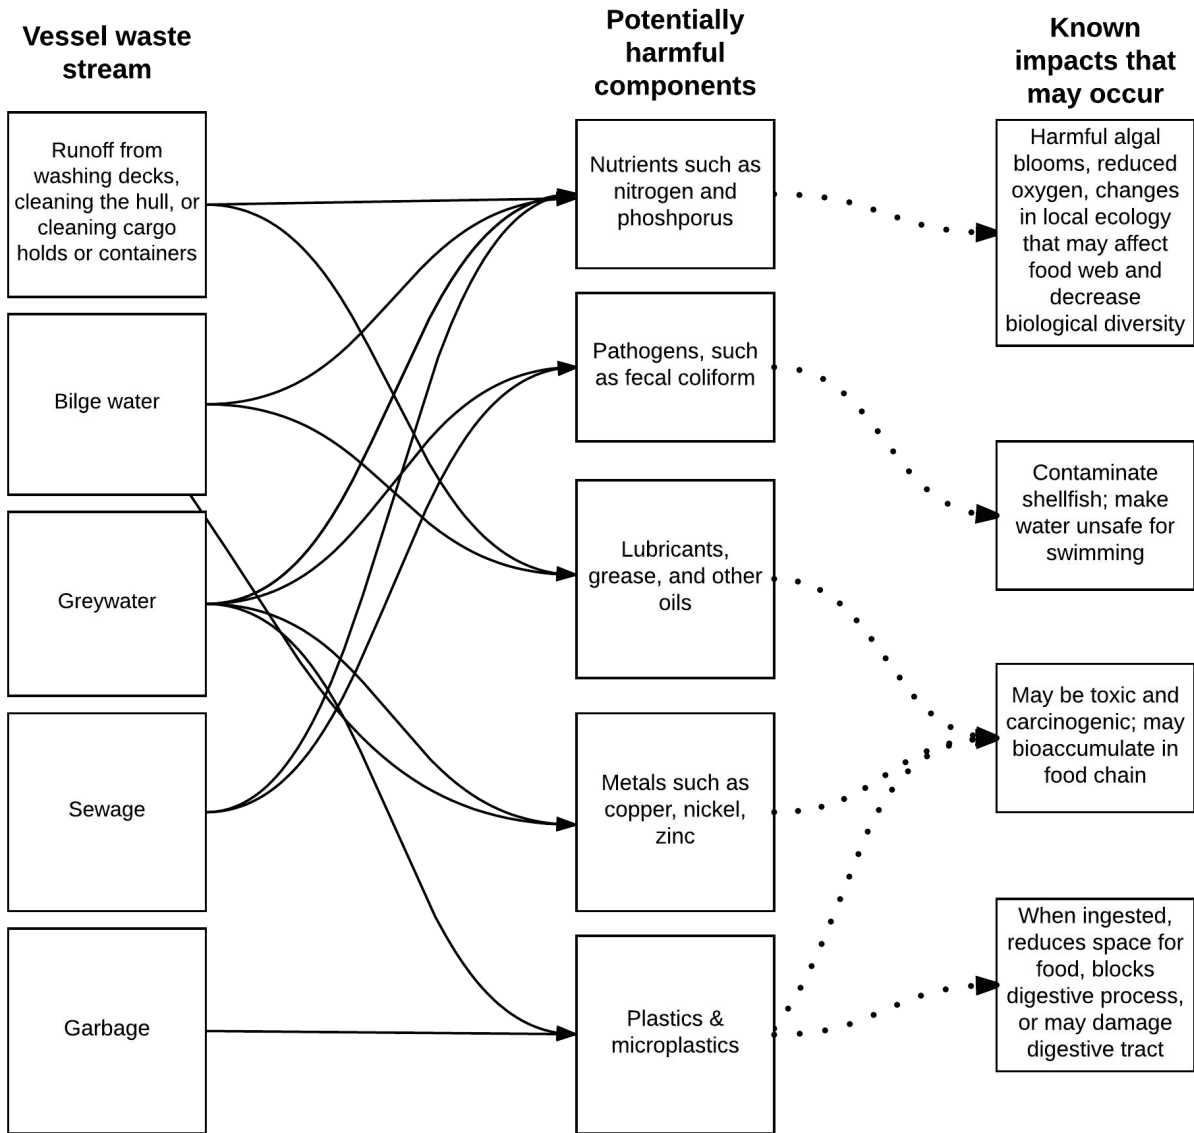 Vessel waste
stream
Potentially
harmful
components
Known
impacts that
may occur
Runoff from
washing decks,
cleaning the hull, or
cleaning cargo
holds or containers
Bilge water
Greywater
Sewage
Garbage
Nutrients such as
nitrogen and
phoshporus
Pathogens, such
as fecal coliform
Lubricants,
grease, and other
oils
Metals such as
copper, nickel,
zinc
Plastics &
microplastics
Harmful algal
blooms, reduced
oxygen, changes
in local ecology
that may affect
food web and
decrease
biological diversity
Contaminate
shellfish; make
water unsafe for
swimming
May be toxic and
carcinogenic; may
bioaccumulate in
food chain
When ingested,
reduces space for
food, blocks
digestive process,
or may damage
digestive tract